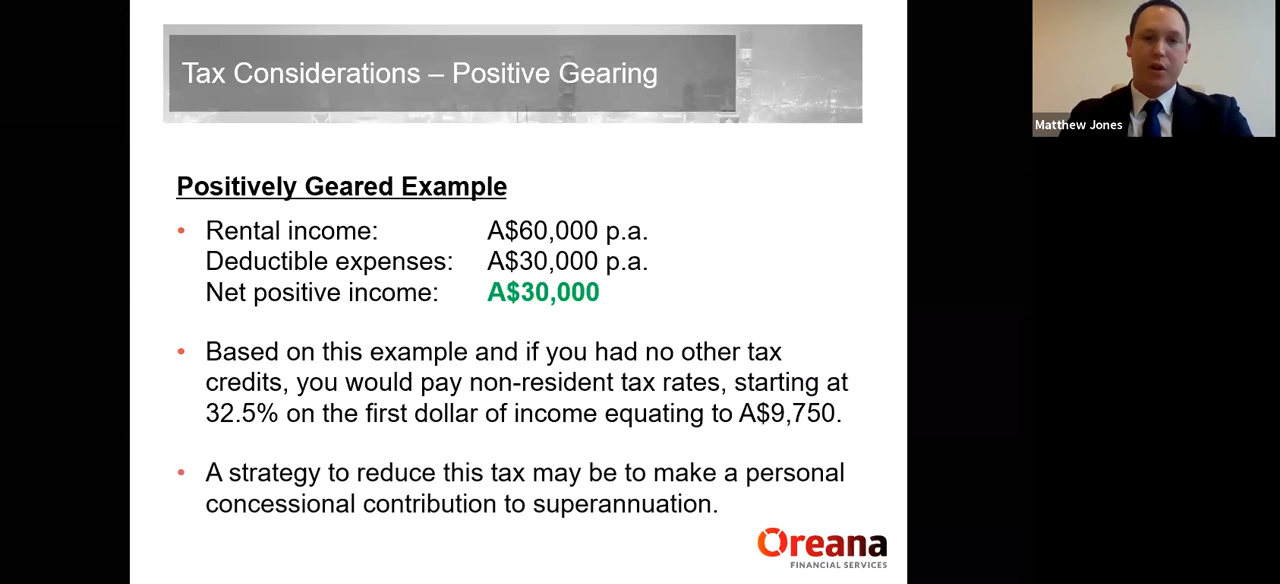 Tax Considerations – Positive Gearing
Matthew Jones
Positively Geared Example
• Rental income: A$60,000 p.a.
Deductible expenses: A$30,000 p.a.
Net positive income: A$30,000
• Based on this example and if you had no other tax
credits, you would pay non-resident tax rates, starting at
32.5% on the first dollar of income equating to A$9,750.
• A strategy to reduce this tax may be to make a personal
concessional contribution to superannuation.
Oreana
FINANCIAL SERVICES